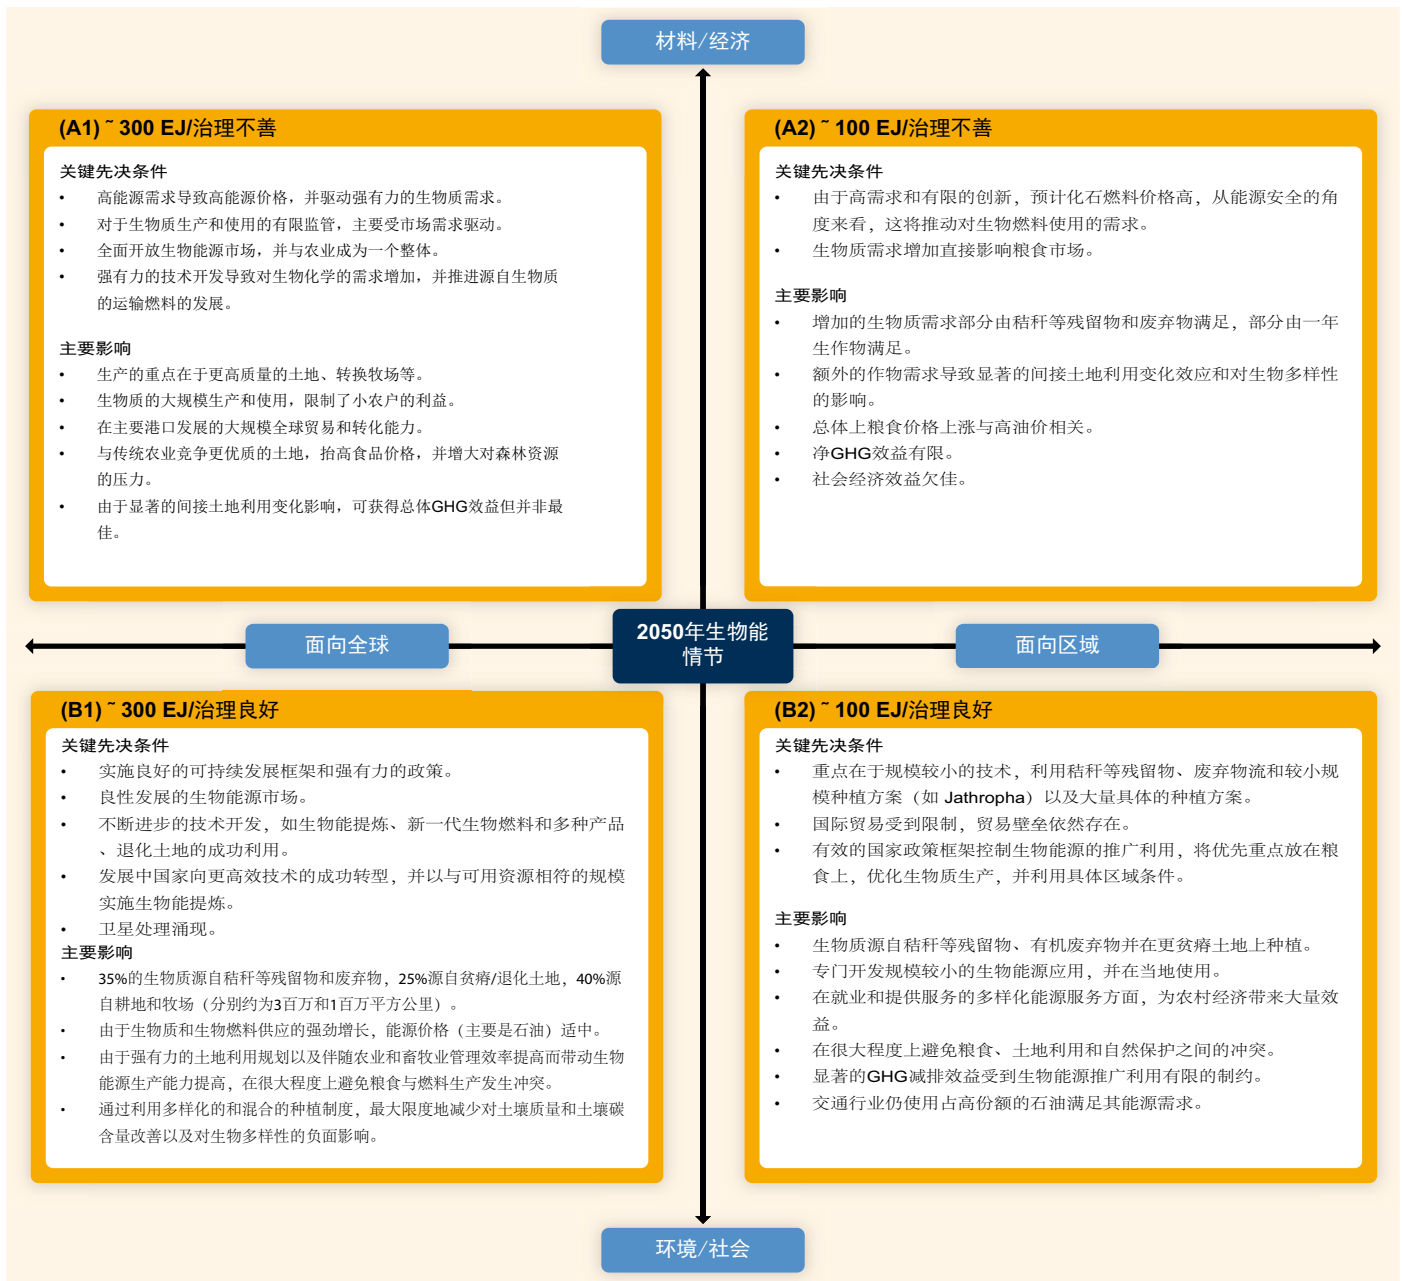 材料/经济
(A1) ~ 300 EJ/治理不善
关键先决条件
• 高能源需求导致高能源价格，并驱动强有力的生物质需求。
• 对于生物质生产和使用的有限监管，主要受市场需求驱动。
• 全面开放生物能源市场，并与农业成为一个整体。
• 强有力的技术开发导致对生物化学的需求增加，并推进源自生物质
的运输燃料的发展。
主要影响
• 生产的重点在于更高质量的土地、转换牧场等。
• 生物质的大规模生产和使用，限制了小农户的利益。
• 在主要港口发展的大规模全球贸易和转化能力。
• 与传统农业竞争更优质的土地，抬高食品价格，并增大对森林资源
的压力。
• 由于显著的间接土地利用变化影响，可获得总体GHG效益但并非最
佳。
(A2) ~ 100 EJ/治理不善
关键先决条件
• 由于高需求和有限的创新，预计化石燃料价格高，从能源安全的角
度来看，这将推动对生物燃料使用的需求。
• 生物质需求增加直接影响粮食市场。
主要影响
• 增加的生物质需求部分由秸秆等残留物和废弃物满足，部分由一年
生作物满足。
• 额外的作物需求导致显著的间接土地利用变化效应和对生物多样性
的影响。
• 总体上粮食价格上涨与高油价相关。
• 净GHG效益有限。
• 社会经济效益欠佳。
面向全球
2050年生物能
情节
面向区域
(B1) ~ 300 EJ/治理良好
关键先决条件
• 实施良好的可持续发展框架和强有力的政策。
• 良性发展的生物能源市场。
• 不断进步的技术开发，如生物能提炼、新一代生物燃料和多种产品
、退化土地的成功利用。
• 发展中国家向更高效技术的成功转型，并以与可用资源相符的规模
实施生物能提炼。
• 卫星处理涌现。
主要影响
• 35%的生物质源自秸秆等残留物和废弃物，25%源自贫瘠/退化土地，40%源
自耕地和牧场（分别约为3百万和1百万平方公里）。
• 由于生物质和生物燃料供应的强劲增长，能源价格（主要是石油）适中。
• 由于强有力的土地利用规划以及伴随农业和畜牧业管理效率提高而带动生物
能源生产能力提高，在很大程度上避免粮食与燃料生产发生冲突。
• 通过利用多样化的和混合的种植制度，最大限度地减少对土壤质量和土壤碳
含量改善以及对生物多样性的负面影响。
(B2) ~ 100 EJ/治理良好
关键先决条件
• 重点在于规模较小的技术，利用秸秆等残留物、废弃物流和较小规
模种植方案（如 Jathropha）以及大量具体的种植方案。
• 国际贸易受到限制，贸易壁垒依然存在。
• 有效的国家政策框架控制生物能源的推广利用，将优先重点放在粮
食上，优化生物质生产，并利用具体区域条件。
主要影响
• 生物质源自秸秆等残留物、有机废弃物并在更贫瘠土地上种植。
• 专门开发规模较小的生物能源应用，并在当地使用。
• 在就业和提供服务的多样化能源服务方面，为农村经济带来大量效
益。
• 在很大程度上避免粮食、土地利用和自然保护之间的冲突。
• 显著的GHG减排效益受到生物能源推广利用有限的制约。
• 交通行业仍使用占高份额的石油满足其能源需求。
环境/社会